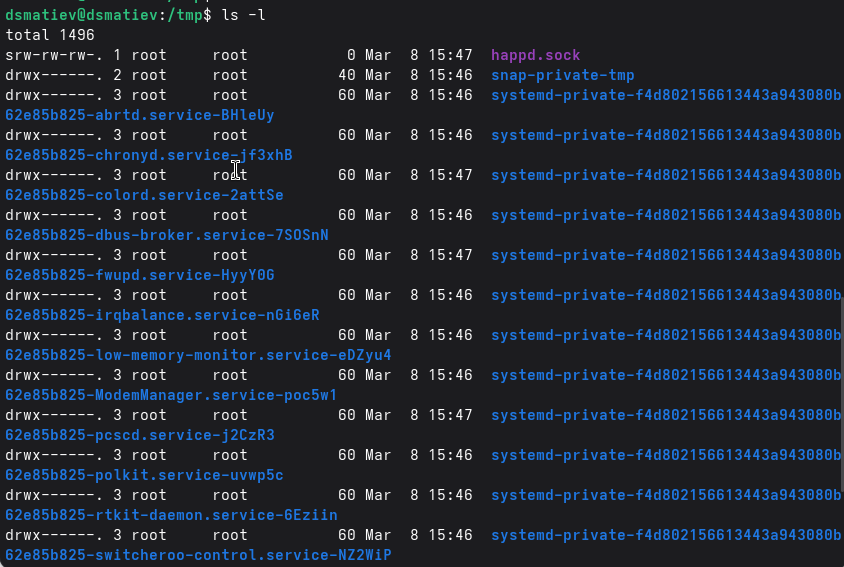 dsmatiev@dsmatiev:/tmp$ ls -l
total 1496
srw-rw-rw-. 1 root     root           0 Mar  8 15:47  happd.sock
drwx------. 2 root     root          40 Mar  8 15:46  snap-private-tmp
drwx------. 3 root     root          60 Mar  8 15:46  systemd-private-f4d802156613443a943080b
62e85b825-abrtd.service-BHleUy
drwx------. 3 root     root          60 Mar  8 15:46  systemd-private-f4d802156613443a943080b
62e85b825-chronyd.service-jf3xhB
drwx------. 3 root     root          60 Mar  8 15:47  systemd-private-f4d802156613443a943080b
62e85b825-colord.service-2attSe
drwx------. 3 root     root          60 Mar  8 15:46  systemd-private-f4d802156613443a943080b
62e85b825-dbus-broker.service-7SOSnN
drwx------. 3 root     root          60 Mar  8 15:47  systemd-private-f4d802156613443a943080b
62e85b825-fwupd.service-HyyY0G
drwx------. 3 root     root          60 Mar  8 15:46  systemd-private-f4d802156613443a943080b
62e85b825-irqbalance.service-nGi6eR
drwx------. 3 root     root          60 Mar  8 15:46  systemd-private-f4d802156613443a943080b
62e85b825-low-memory-monitor.service-eDZyu4
drwx------. 3 root     root          60 Mar  8 15:46  systemd-private-f4d802156613443a943080b
62e85b825-ModemManager.service-poc5w1
drwx------. 3 root     root          60 Mar  8 15:47  systemd-private-f4d802156613443a943080b
62e85b825-pcscd.service-j2CzR3
drwx------. 3 root     root          60 Mar  8 15:46  systemd-private-f4d802156613443a943080b
62e85b825-polkit.service-uvwp5c
drwx------. 3 root     root          60 Mar  8 15:46  systemd-private-f4d802156613443a943080b
62e85b825-rtkit-daemon.service-6Eziin
drwx------. 3 root     root          60 Mar  8 15:46  systemd-private-f4d802156613443a943080b
62e85b825-switcheroo-control.service-NZ2WiP